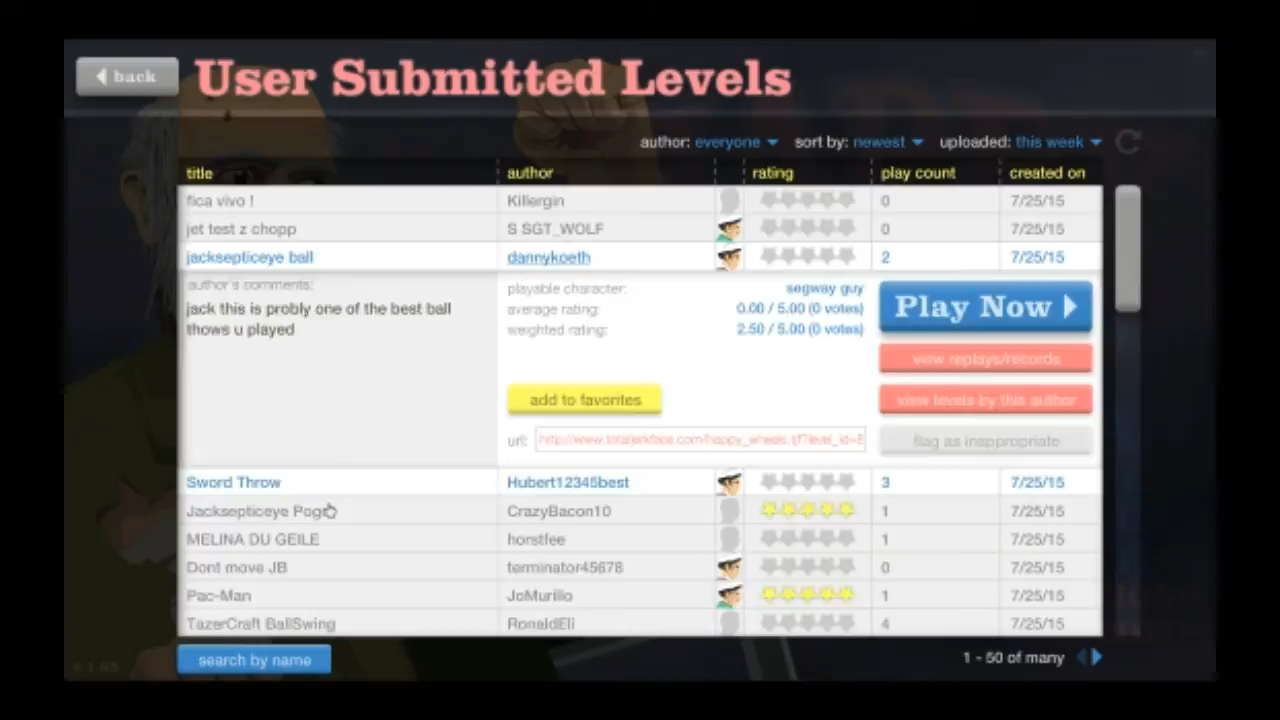 back
User Submitted Levels
author: everyone sort by: newest uploaded: this week
title author rating play count created on
fica vivo ! Killergin 0 7/25/15
jet test z chopp S SGT_WOLF 0 7/25/15
jacksepticeye ball dannykoeth 2 7/25/15
author's comments:
jack this is probly one of the best ball
thows u played
playable character: segway guy
average rating: 0.00 / 5.00 (0 votes)
weighted rating: 2.50 / 5.00 (0 votes)
add to favorites
url: http://www.totaljerkface.com/happy_wheels.tjf?level_id=
Play Now
view replays/records
view levels by this author
flag as inappropriate
Sword Throw Hubert12345best 3 7/25/15
Jacksepticeye Pogo CrazyBacon10 1 7/25/15
MELINA DU GEILE horstfee 1 7/25/15
Dont move JB terminator45678 0 7/25/15
Pac-Man JoMurillo 1 7/25/15
TazerCraft BallSwing RonaldEli 4 7/25/15
search by name
1 - 50 of many